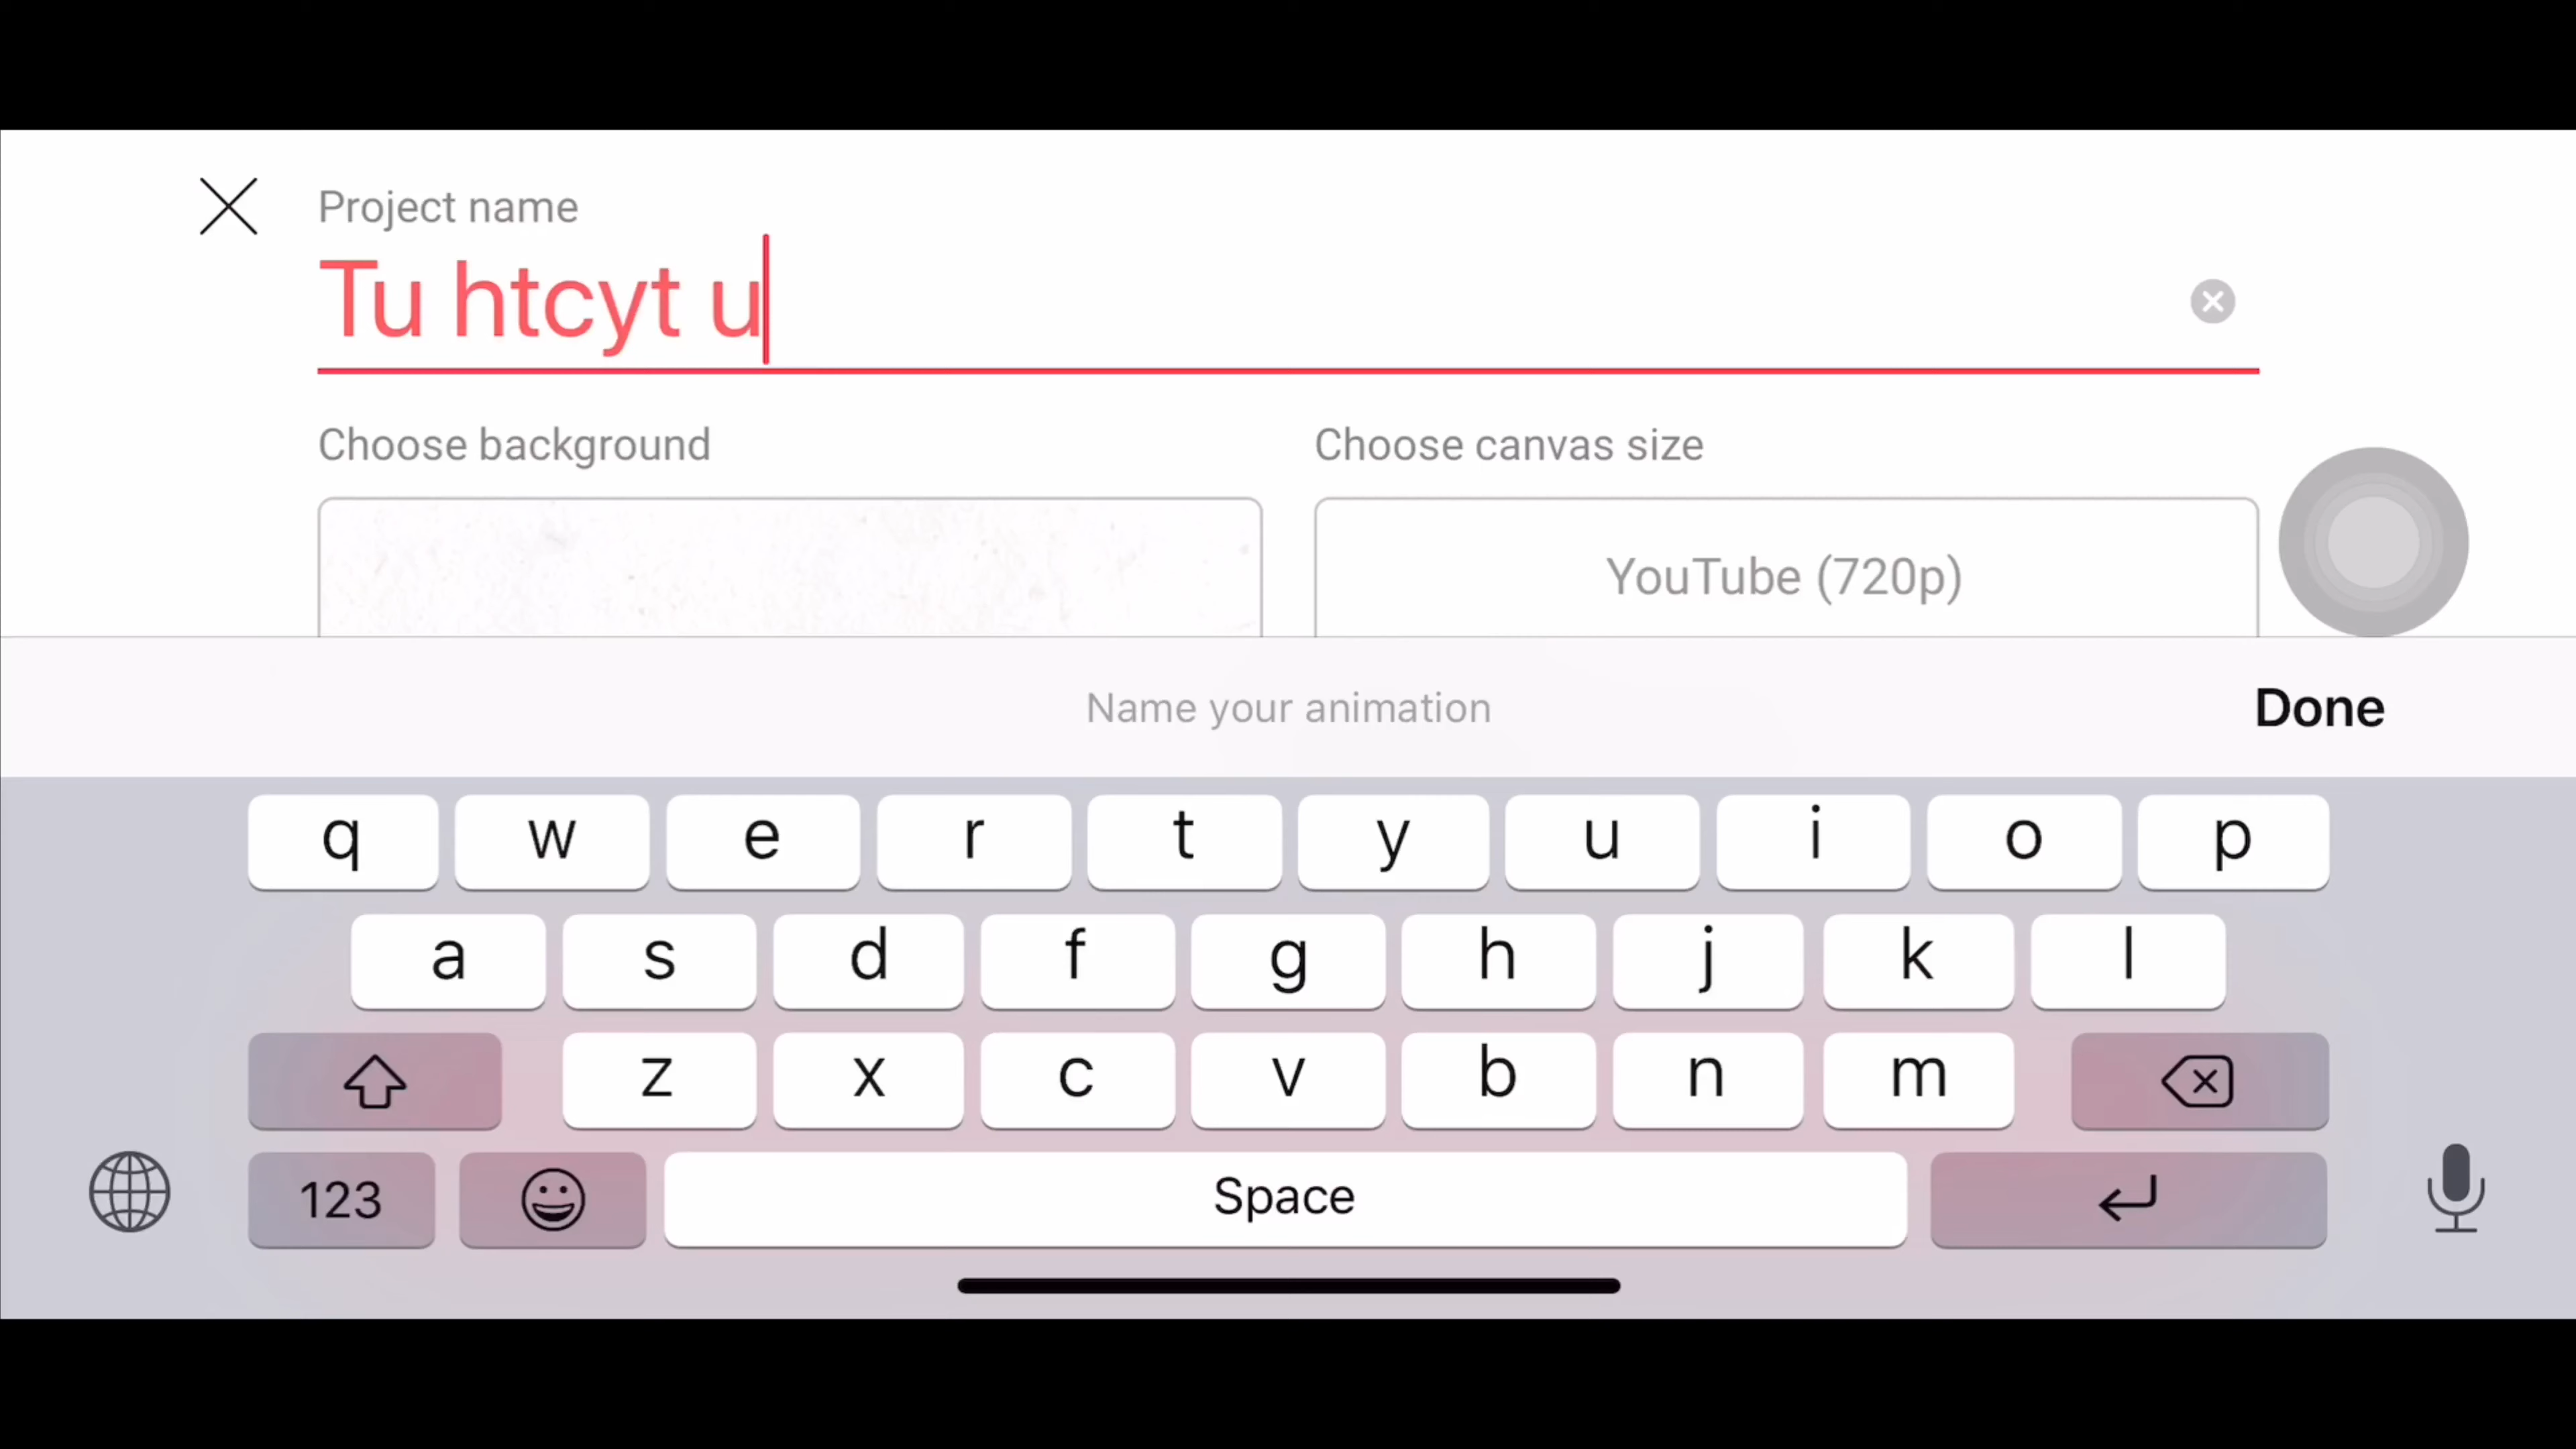 Project name
Tu htcyt u
Choose background
Choose canvas size
YouTube (720p)
Name your animation
Done
q w e r t y u i o p
a s d f g h j k l
z x c v b n m
123
Space